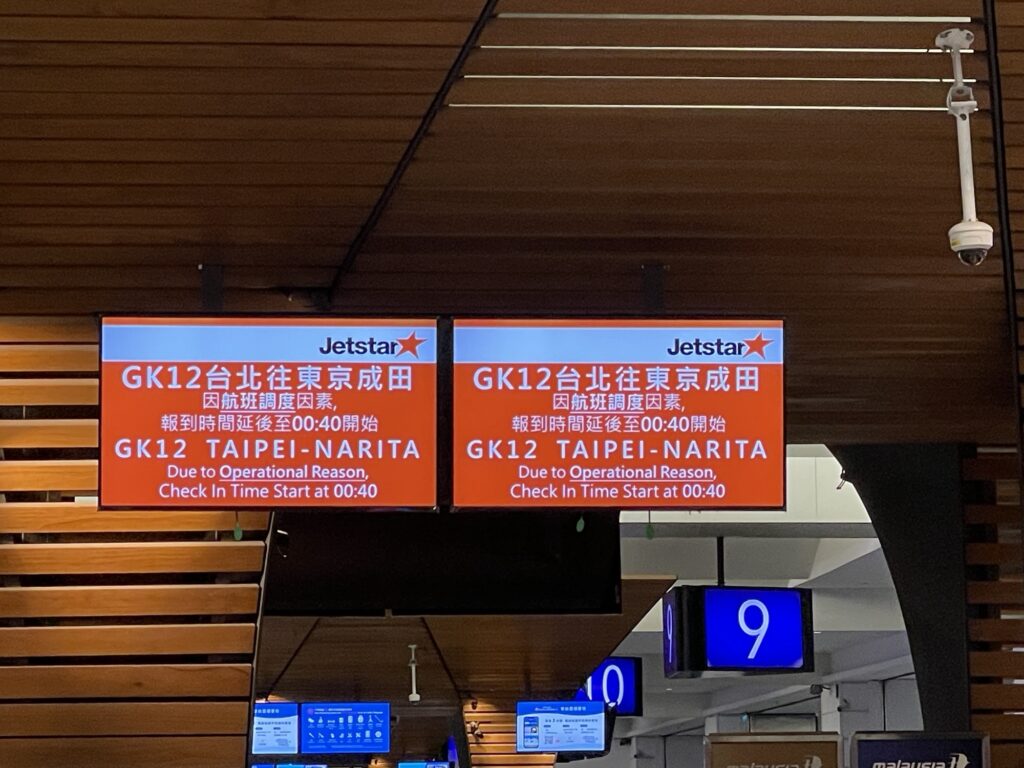 Jetstar
GK12台北往東京成田
因航班調度因素,
報到時間延後至00:40開始
GK12 TAIPEI-NARITA
Due to Operational Reason,
Check In Time Start at 00:40
Jetstar
GK12台北往東京成田
因航班調度因素,
報到時間延後至00:40開始
GK12 TAIPEI-NARITA
Due to Operational Reason,
Check In Time Start at 00:40
9
9
10
malaysia
malaysia